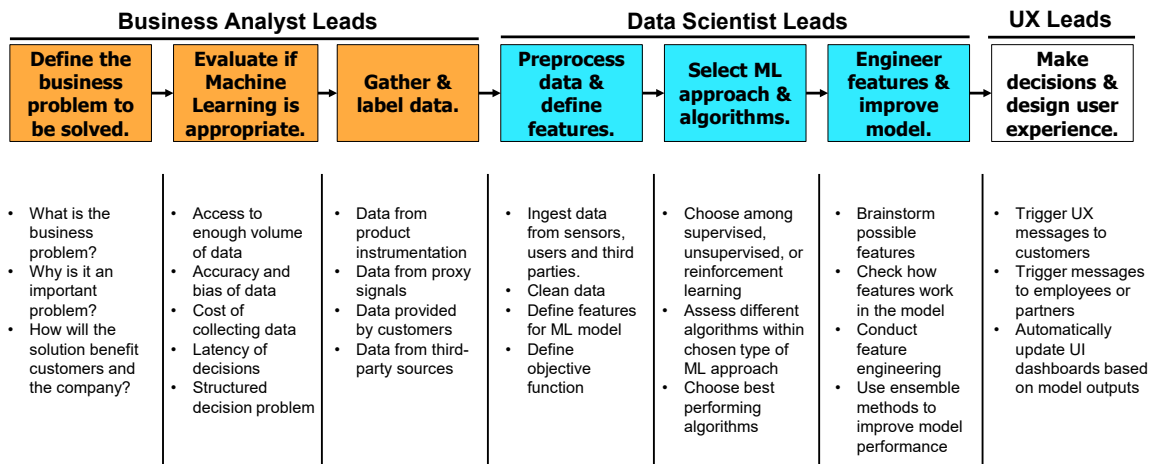 Business Analyst Leads
Data Scientist Leads
UX Leads
Define the
business
problem to
be solved.
Evaluate if
Machine
Learning is
appropriate.
Gather &
label data.
Preprocess
data &
define
features.
Select ML
approach &
algorithms.
Engineer
features &
improve
model.
Make
decisions &
design user
experience.
• What is the
business
problem?
• Why is it an
important
problem?
• How will the
solution benefit
customers and
the company?
• Access to
enough volume
of data
• Accuracy and
bias of data
• Cost of
collecting data
• Latency of
decisions
• Structured
decision problem
• Data from
product
instrumentation
• Data from proxy
signals
• Data provided
by customers
• Data from third-
party sources
• Ingest data
from sensors,
users and third
parties.
• Clean data
• Define features
for ML model
• Define
objective
function
• Choose among
supervised,
unsupervised, or
reinforcement
learning
• Assess different
algorithms within
chosen type of
ML approach
• Choose best
performing
algorithms
• Brainstorm
possible
features
• Check how
features work
in the model
• Conduct
feature
engineering
• Use ensemble
methods to
improve model
performance
• Trigger UX
messages to
customers
• Trigger messages
to employees or
partners
• Automatically
update UI
dashboards based
on model outputs